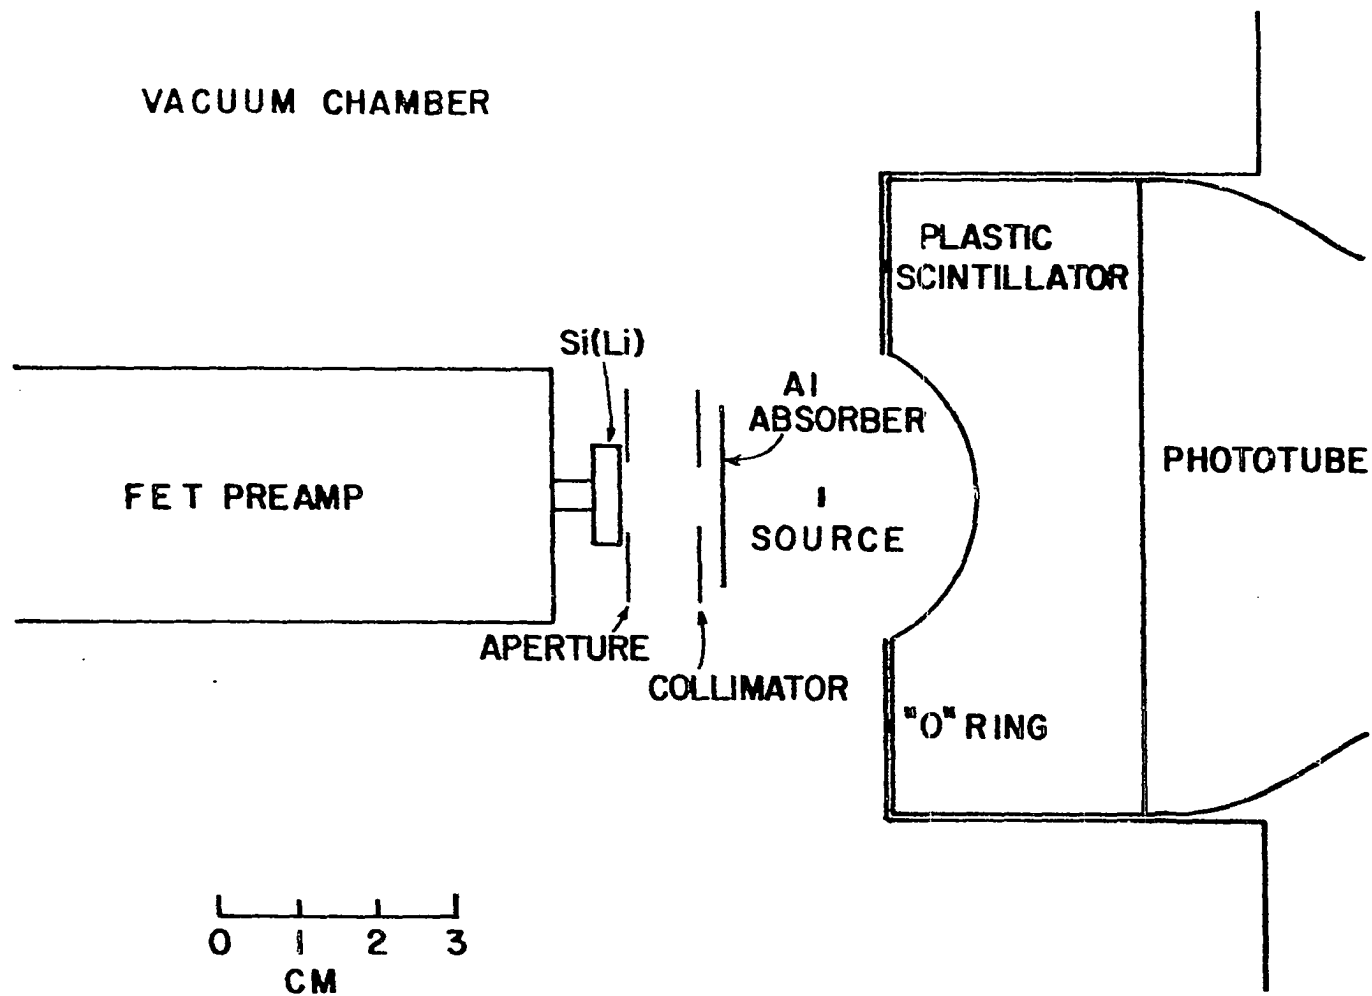 VACUUM CHAMBER
PLASTIC
SCINTILLATOR
Si(Li)
Al
ABSORBER
PHOTOTUBE
FET PREAMP
SOURCE
APERTURE
COLLIMATOR
"O" RING
0 1 2 3
CM